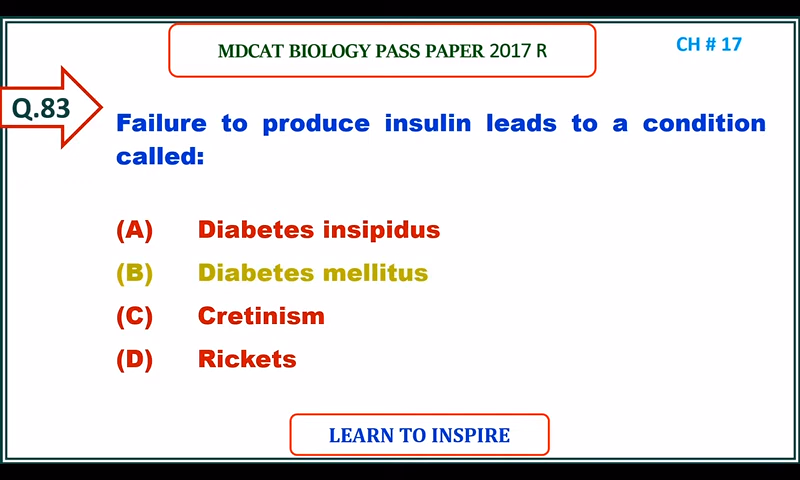 MDCAT BIOLOGY PASS PAPER 2017 R
CH # 17
Q.83
Failure to produce insulin leads to a condition
called:
(A) Diabetes insipidus
(B) Diabetes mellitus
(C) Cretinism
(D) Rickets
LEARN TO INSPIRE